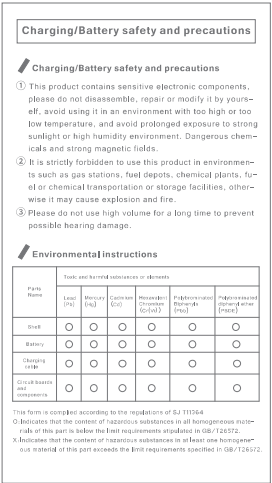 Charging/Battery safety and precautions
Charging/Battery safety and precautions
① This product contains sensitive electronic components,
please do not disassemble, repair or modify it by yours-
elf, avoid using it in an environment with too high or too
low temperature, and avoid prolonged exposure to strong
sunlight or high humidity environment. Dangerous chem-
icals and strong magnetic fields.
② It is strictly forbidden to use this product in environmen-
ts such as gas stations, fuel depots, chemical plants, fu-
el or chemical transportation or storage facilities, other-
wise it may cause explosion and fire.
③ Please do not use high volume for a long time to prevent
possible hearing damage.
Environmental instructions
Parts
Name
Toxic and harmful substances or elements
Lead
(Pb)
Mercury
(Hg)
Cadmium
(Cd)
Hexavalent
Chromium
(Cr(VI))
Polybrominated
Biphenyls
(PBB)
Polybrominated
diphenyl ether
(PBDE)
Shell O O O O O O
Battery O O O O O O
Charging
cable
O O O O O O
Circuit boards
and
components
O O O O O O
This form is compiled according to the regulations of SJ T11364
O:Indicates that the content of hazardous substances in all homogeneous mate-
rials of this part is below the limit requirements stipulated in GB/T26572.
X:Indicates that the content of hazardous substances in at least one homogene-
ous material of this part exceeds the limit requirements specified in GB/T26572.